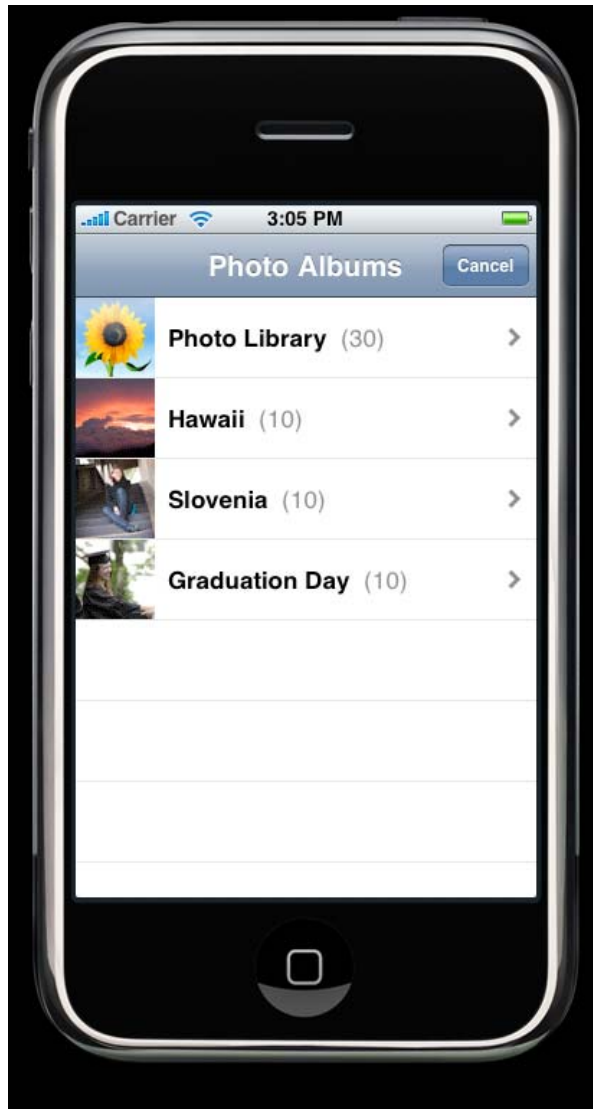 Carrier 3:05 PM
Photo Albums Cancel
Photo Library (30)
Hawaii (10)
Slovenia (10)
Graduation Day (10)